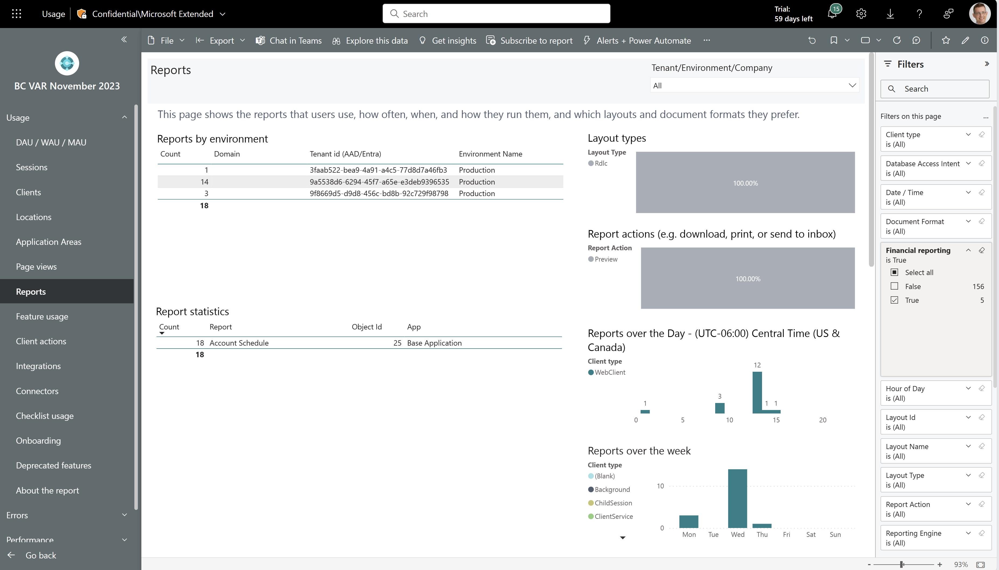 Usage
Confidential\Microsoft Extended
Search
Trial:
59 days left
15
File
Export
Chat in Teams
Explore this data
Get insights
Subscribe to report
Alerts + Power Automate
BC VAR November 2023
Usage
DAU / WAU / MAU
Sessions
Clients
Locations
Application Areas
Page views
Reports
Feature usage
Client actions
Integrations
Connectors
Checklist usage
Onboarding
Deprecated features
About the report
Errors
Performance
Go back
Reports
Tenant/Environment/Company
All
This page shows the reports that users use, how often, when, and how they run them, and which layouts and document formats they prefer.
Reports by environment
Count Domain Tenant id (AAD/Entra) Environment Name
1 3faab522-bea9-4a91-a4c5-77d8d7a46fb3 Production
14 9a5538d6-6294-45f7-a65e-e3deb9396535 Production
3 9f8669d5-d9d8-456c-bd8b-92c729f98798 Production
18
Report statistics
Count Report Object Id App
18 Account Schedule 25 Base Application
18
Layout types
Layout Type
Rdlc
100.00%
Report actions (e.g. download, print, or send to inbox)
Report Action
Preview
100.00%
Reports over the Day - (UTC-06:00) Central Time (US &
Canada)
Client type
WebClient
12
3
1 1 1
0 5 10 15 20
Reports over the week
Client type
(Blank)
Background
ChildSession
ClientService
10
0
Mon Tue Wed Thu Fri Sat Sun
Filters
Search
Filters on this page
...
Client type
is (All)
Database Access Intent
is (All)
Date / Time
is (All)
Document Format
is (All)
Financial reporting
is True
Select all
False 156
True 5
Hour of Day
is (All)
Layout Id
is (All)
Layout Name
is (All)
Layout Type
is (All)
Report Action
is (All)
Reporting Engine
is (All)
- + 93%